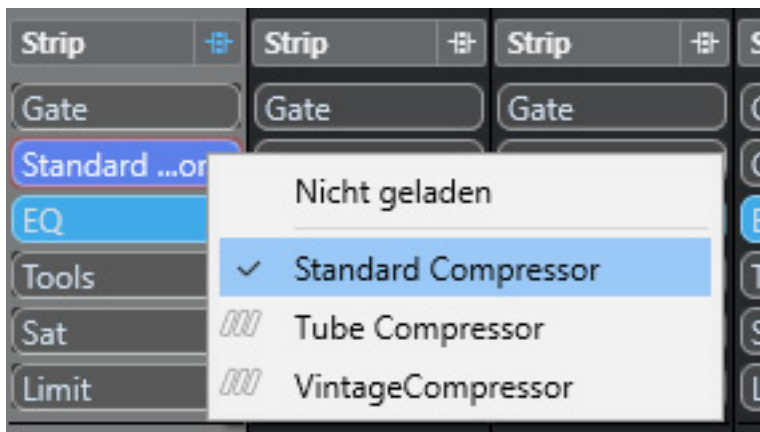 Strip Strip Strip
Gate Gate Gate
Standard ...or
Nicht geladen
EQ
Standard Compressor
Tools
Tube Compressor
Sat
VintageCompressor
Limit